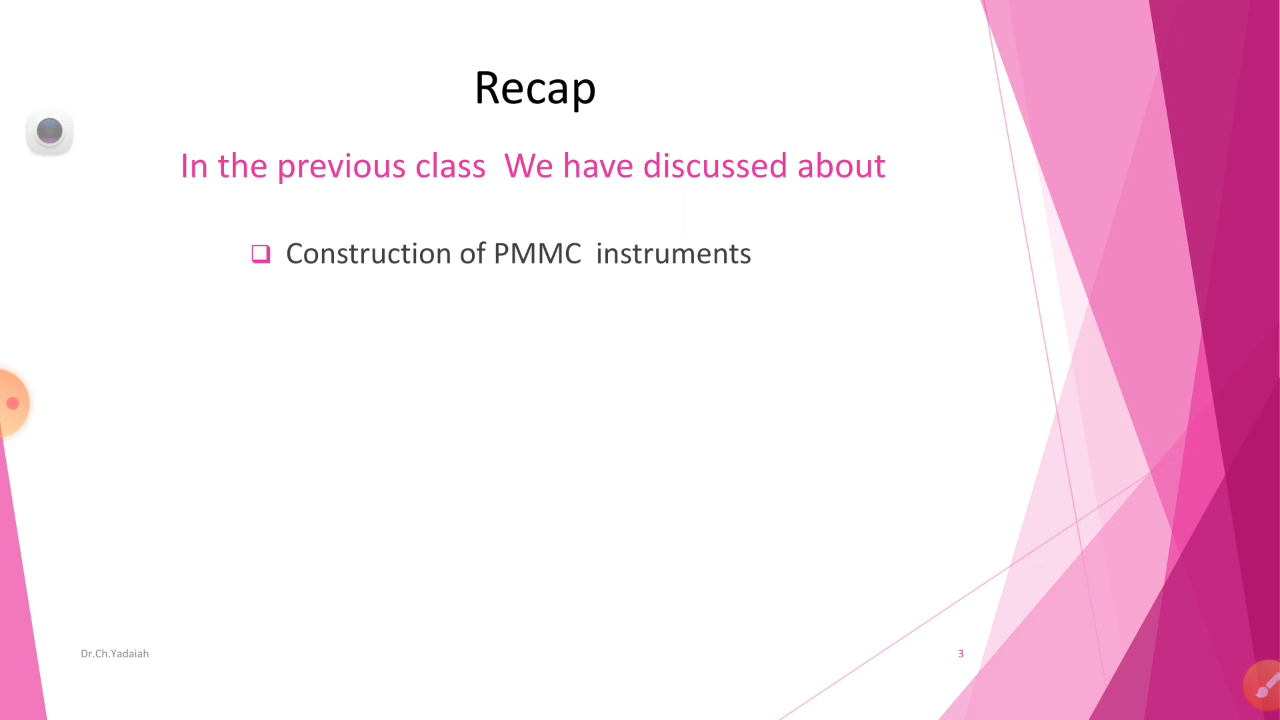 Recap
In the previous class We have discussed about
Construction of PMMC instruments
Dr.Ch.Yadaiah
3